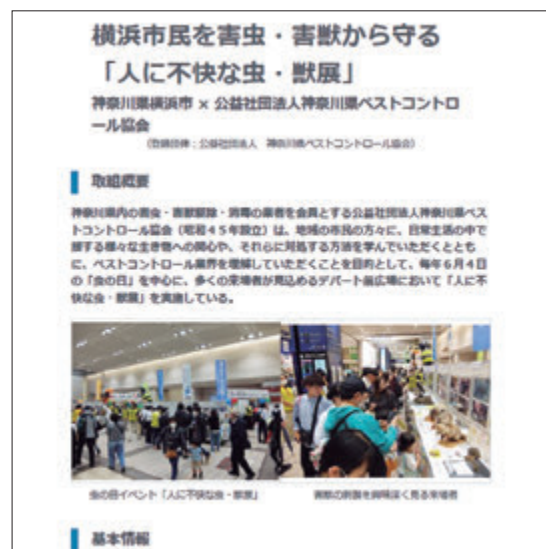 横浜市民を害虫・害獣から守る
「人に不快な虫・獣展」
神奈川県横浜市 × 公益社団法人神奈川県ペストコントロ
ール協会
（取組団体：公益社団法人　神奈川県ペストコントロール協会）
取組概要
神奈川県内の害虫・害獣駆除・消毒の業者を会員とする公益社団法人神奈川県ペス
トコントロール協会（昭和４５年設立）は、地域の市民の方々に、日常生活の中で
接する様々な生き物への関心や、それらに対処する方法を学んでいただくととも
に、ペストコントロール業界を理解していただくことを目的として、毎年６月４日
の「虫の日」を中心に、多くの来場者が見込めるデパート前広場において「人に不
快な虫・獣展」を実施している。
虫の日イベント「人に不快な虫・獣展」
害獣の剥製を興味深く見る来場者
基本情報